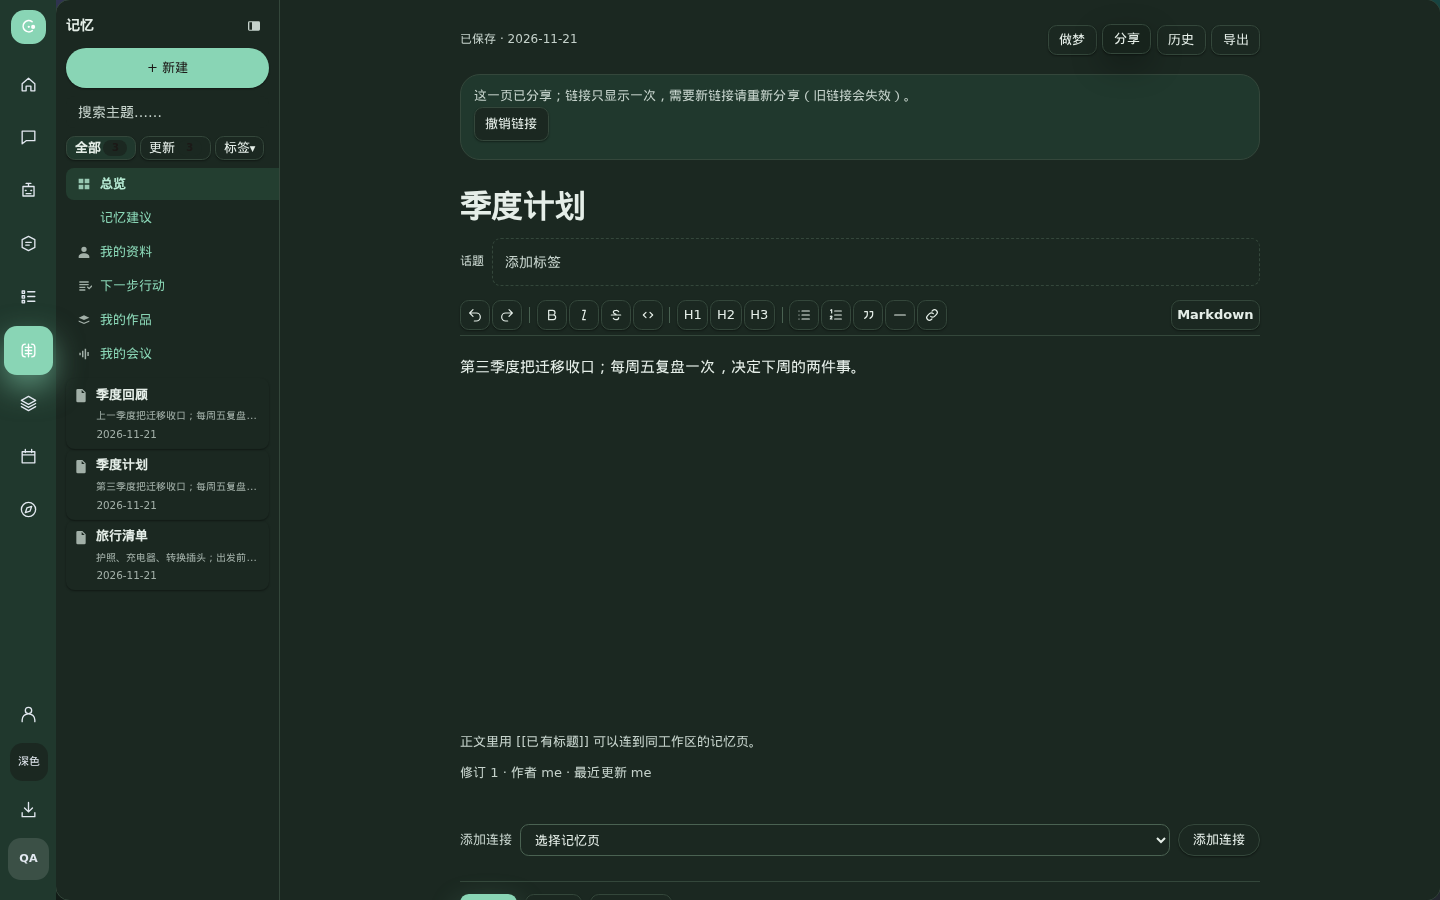 记忆
+ 新建
搜索主题......
全部
更新
标签▾
总览
记忆建议
我的资料
下一步行动
我的作品
我的会议
季度回顾
上一季度把迁移收口；每周五复盘...
2026-11-21
季度计划
第三季度把迁移收口；每周五复盘...
2026-11-21
旅行清单
护照、充电器、转换插头；出发前...
2026-11-21
深色
QA
已保存 · 2026-11-21
做梦
分享
历史
导出
这一页已分享；链接只显示一次，需要新链接请重新分享（旧链接会失效）。
撤销链接
季度计划
话题
添加标签
B I S H1 H2 H3
Markdown
第三季度把迁移收口；每周五复盘一次，决定下周的两件事。
正文里用 [[已有标题]] 可以连到同工作区的记忆页。
修订 1 · 作者 me · 最近更新 me
添加连接
选择记忆页
添加连接